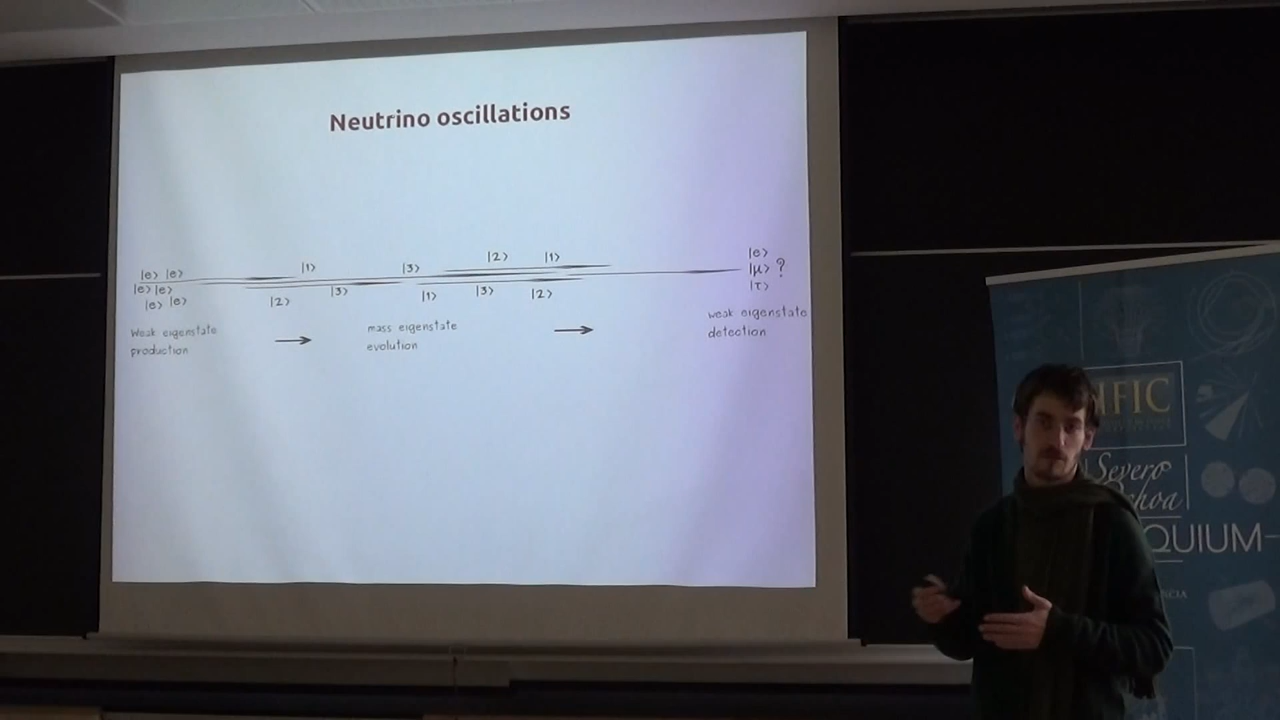 Neutrino oscillations
|e⟩ |e⟩
|e⟩ |e⟩
|e⟩ |e⟩
|1⟩ |3⟩ |2⟩ |1⟩
|2⟩ |3⟩ |1⟩ |3⟩ |2⟩
|e⟩
|μ⟩ ?
|τ⟩
Weak eigenstate
production
→
mass eigenstate
evolution
→
weak eigenstate
detection
IFIC
Severo
Ochoa
QUIUM
NCIA